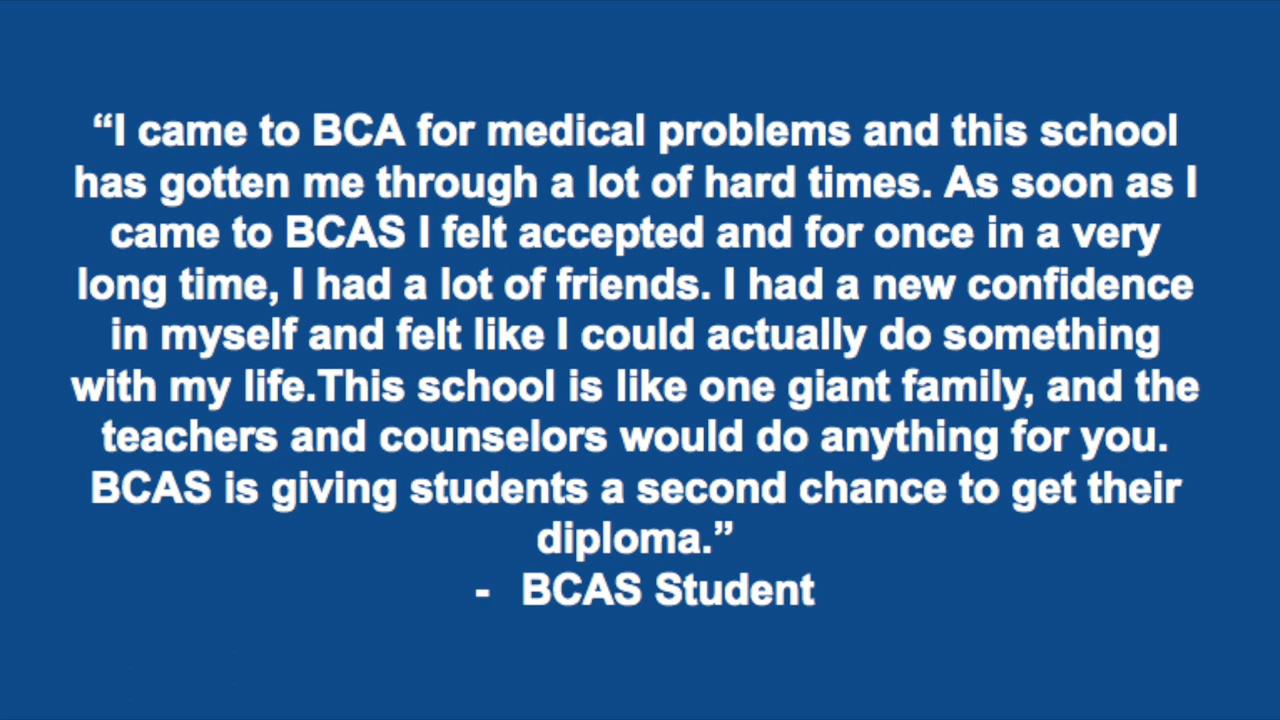 “I came to BCA for medical problems and this school
has gotten me through a lot of hard times. As soon as I
came to BCAS I felt accepted and for once in a very
long time, I had a lot of friends. I had a new confidence
in myself and felt like I could actually do something
with my life.This school is like one giant family, and the
teachers and counselors would do anything for you.
BCAS is giving students a second chance to get their
diploma.”
- BCAS Student